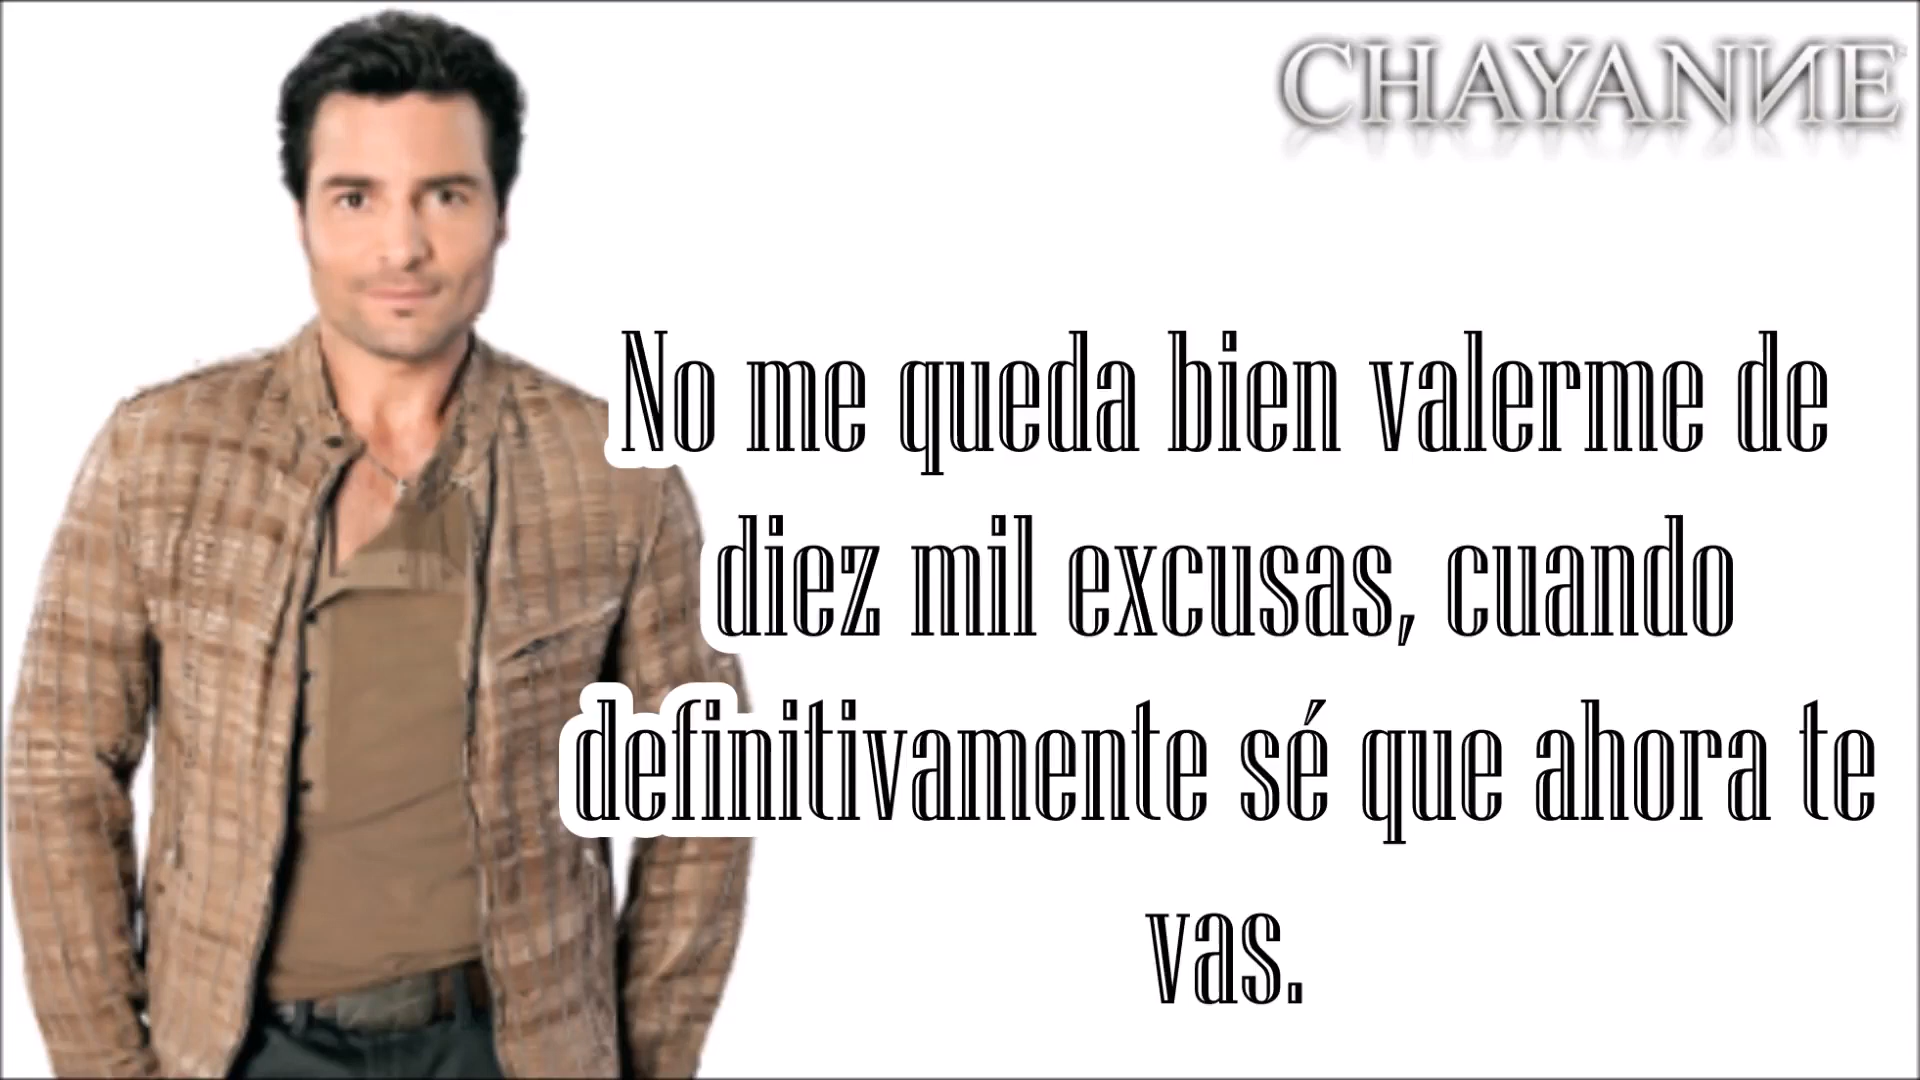 CHAYANNE
No me queda bien valerme de
diez mil excusas, cuando
definitivamente sé que ahora te
vas.